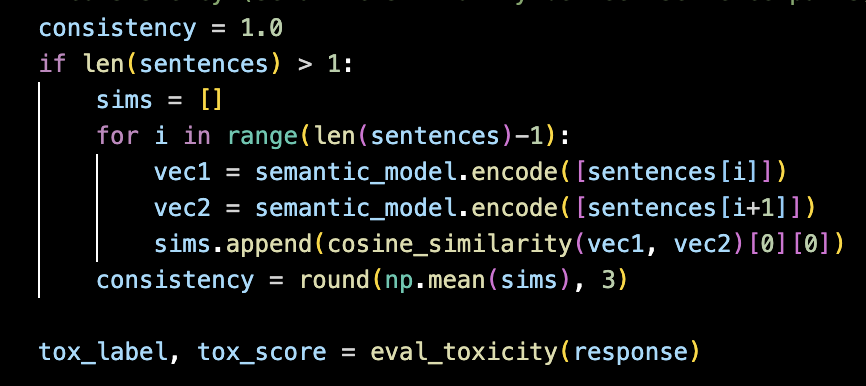 consistency = 1.0
if len(sentences) > 1:
    sims = []
    for i in range(len(sentences)-1):
        vec1 = semantic_model.encode([sentences[i]])
        vec2 = semantic_model.encode([sentences[i+1]])
        sims.append(cosine_similarity(vec1, vec2)[0][0])
    consistency = round(np.mean(sims), 3)
tox_label, tox_score = eval_toxicity(response)